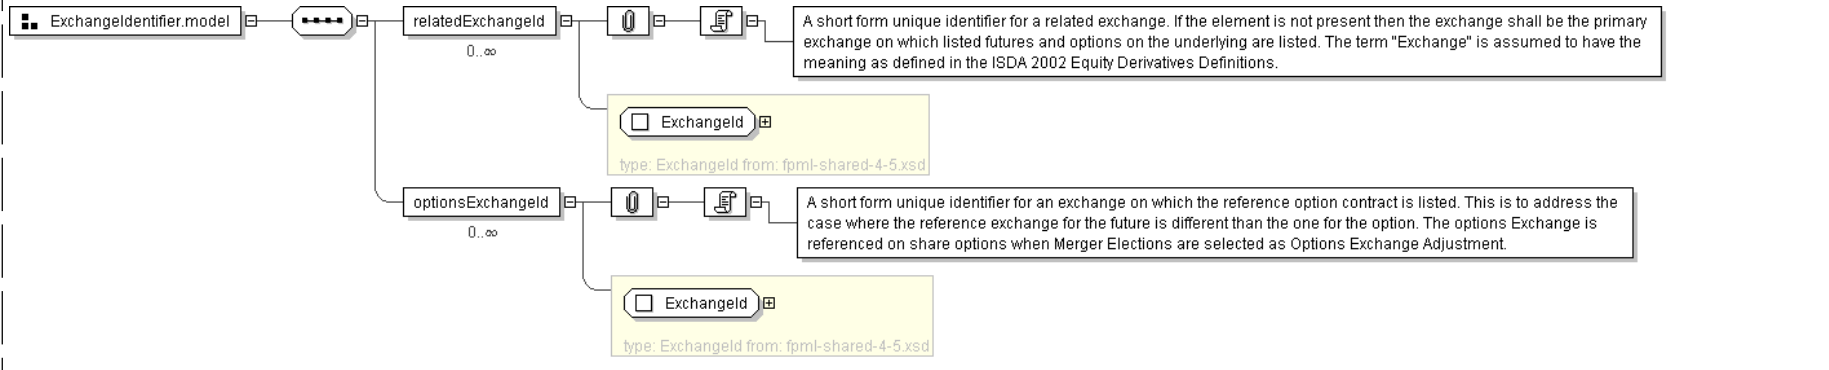 ExchangeIdentifier.model
relatedExchangeId
0..∞
A short form unique identifier for a related exchange. If the element is not present then the exchange shall be the primary
exchange on which listed futures and options on the underlying are listed. The term "Exchange" is assumed to have the
meaning as defined in the ISDA 2002 Equity Derivatives Definitions.
ExchangeId
type: ExchangeId from: fpml-shared-4-5.xsd
optionsExchangeId
0..∞
A short form unique identifier for an exchange on which the reference option contract is listed. This is to address the
case where the reference exchange for the future is different than the one for the option. The options Exchange is
referenced on share options when Merger Elections are selected as Options Exchange Adjustment.
ExchangeId
type: ExchangeId from: fpml-shared-4-5.xsd